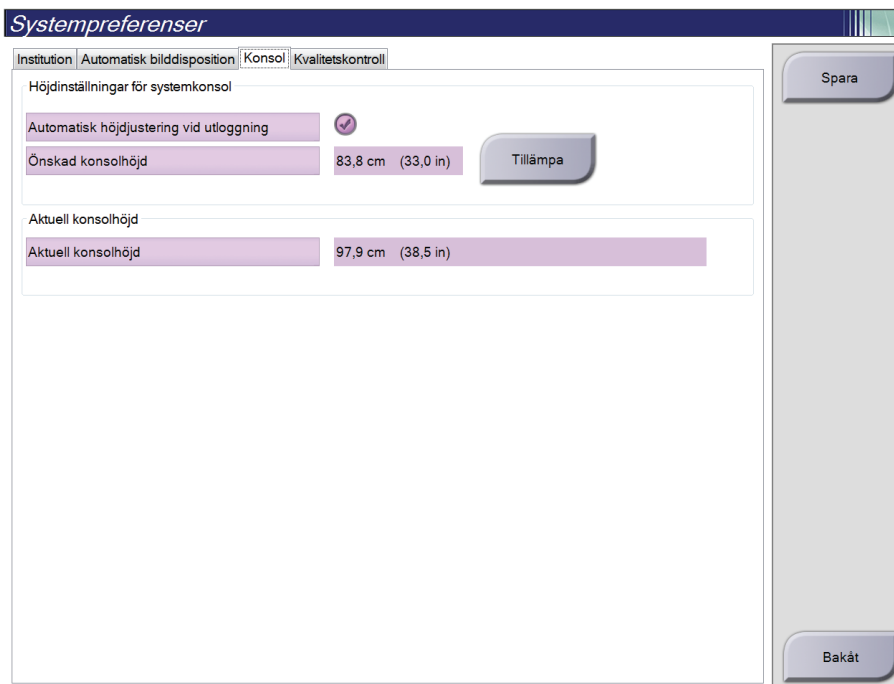 Systempreferenser
Institution Automatisk bilddisposition Konsol Kvalitetskontroll
Spara
Höjdinställningar för systemkonsol
Automatisk höjdjustering vid utloggning
Önskad konsolhöjd 83,8 cm (33,0 in) Tillämpa
Aktuell konsolhöjd
Aktuell konsolhöjd 97,9 cm (38,5 in)
Bakåt